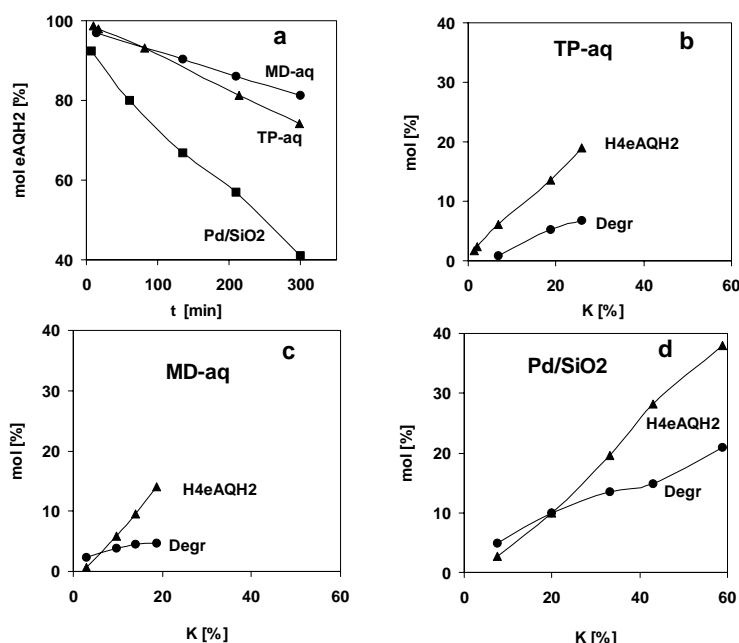 a
mol eAQH2 [%]
100
80
60
40
MD-aq
TP-aq
Pd/SiO2
0 100 200 300
t [min]
b
TP-aq
mol [%]
40
30
20
10
0
H4eAQH2
Degr
0 20 40 60
K [%]
c
MD-aq
mol [%]
40
30
20
10
0
H4eAQH2
Degr
0 20 40 60
K [%]
d
Pd/SiO2
mol [%]
40
30
20
10
0
H4eAQH2
Degr
0 20 40 60
K [%]